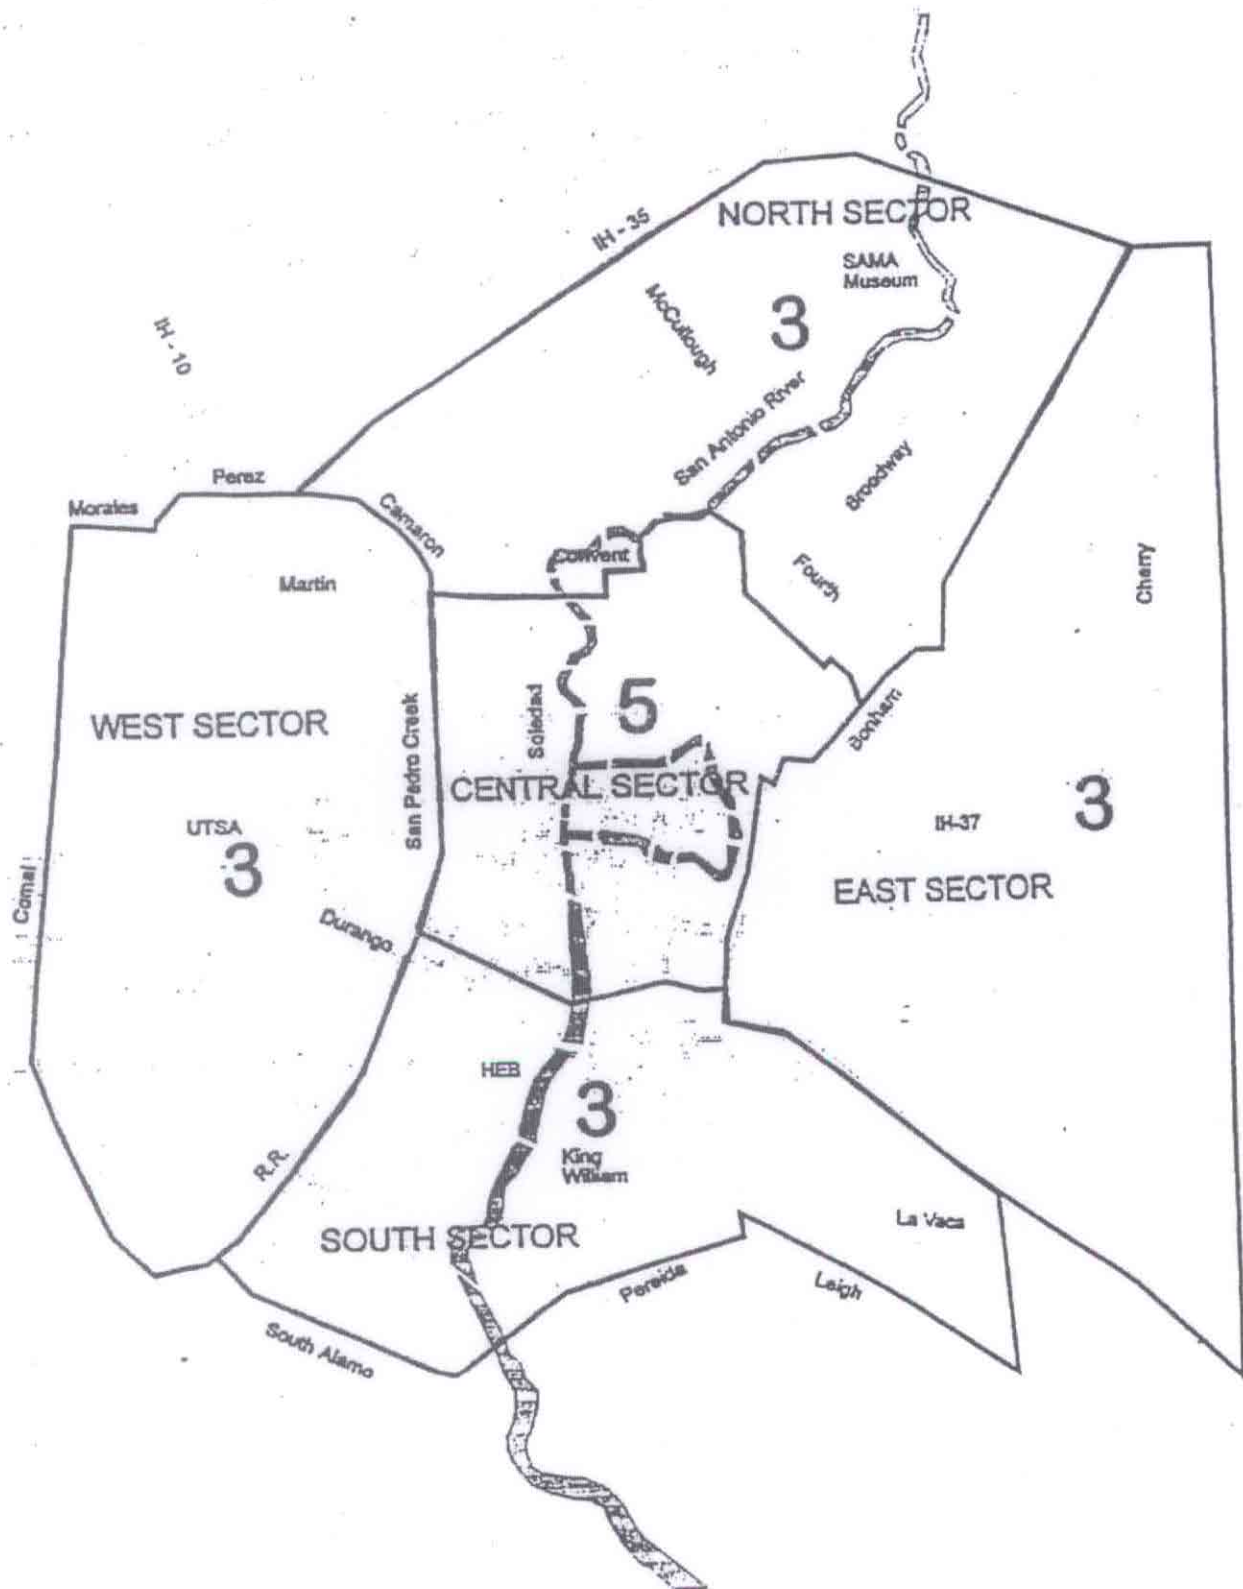 NORTH SECTOR
IH - 35
SAMA
Museum
McCullough
3
IH - 10
San Antonio River
Perez
Broadway
Morales
Camaron
Convent
Martin
Fourth
Cherry
5
Soledad
San Pedro Creek
WEST SECTOR
Bonham
CENTRAL SECTOR
UTSA
3
IH-37
3
Comal
EAST SECTOR
Durango
HEB
3
King
William
R.R.
La Vaca
SOUTH SECTOR
Pereida
Leigh
South Alamo